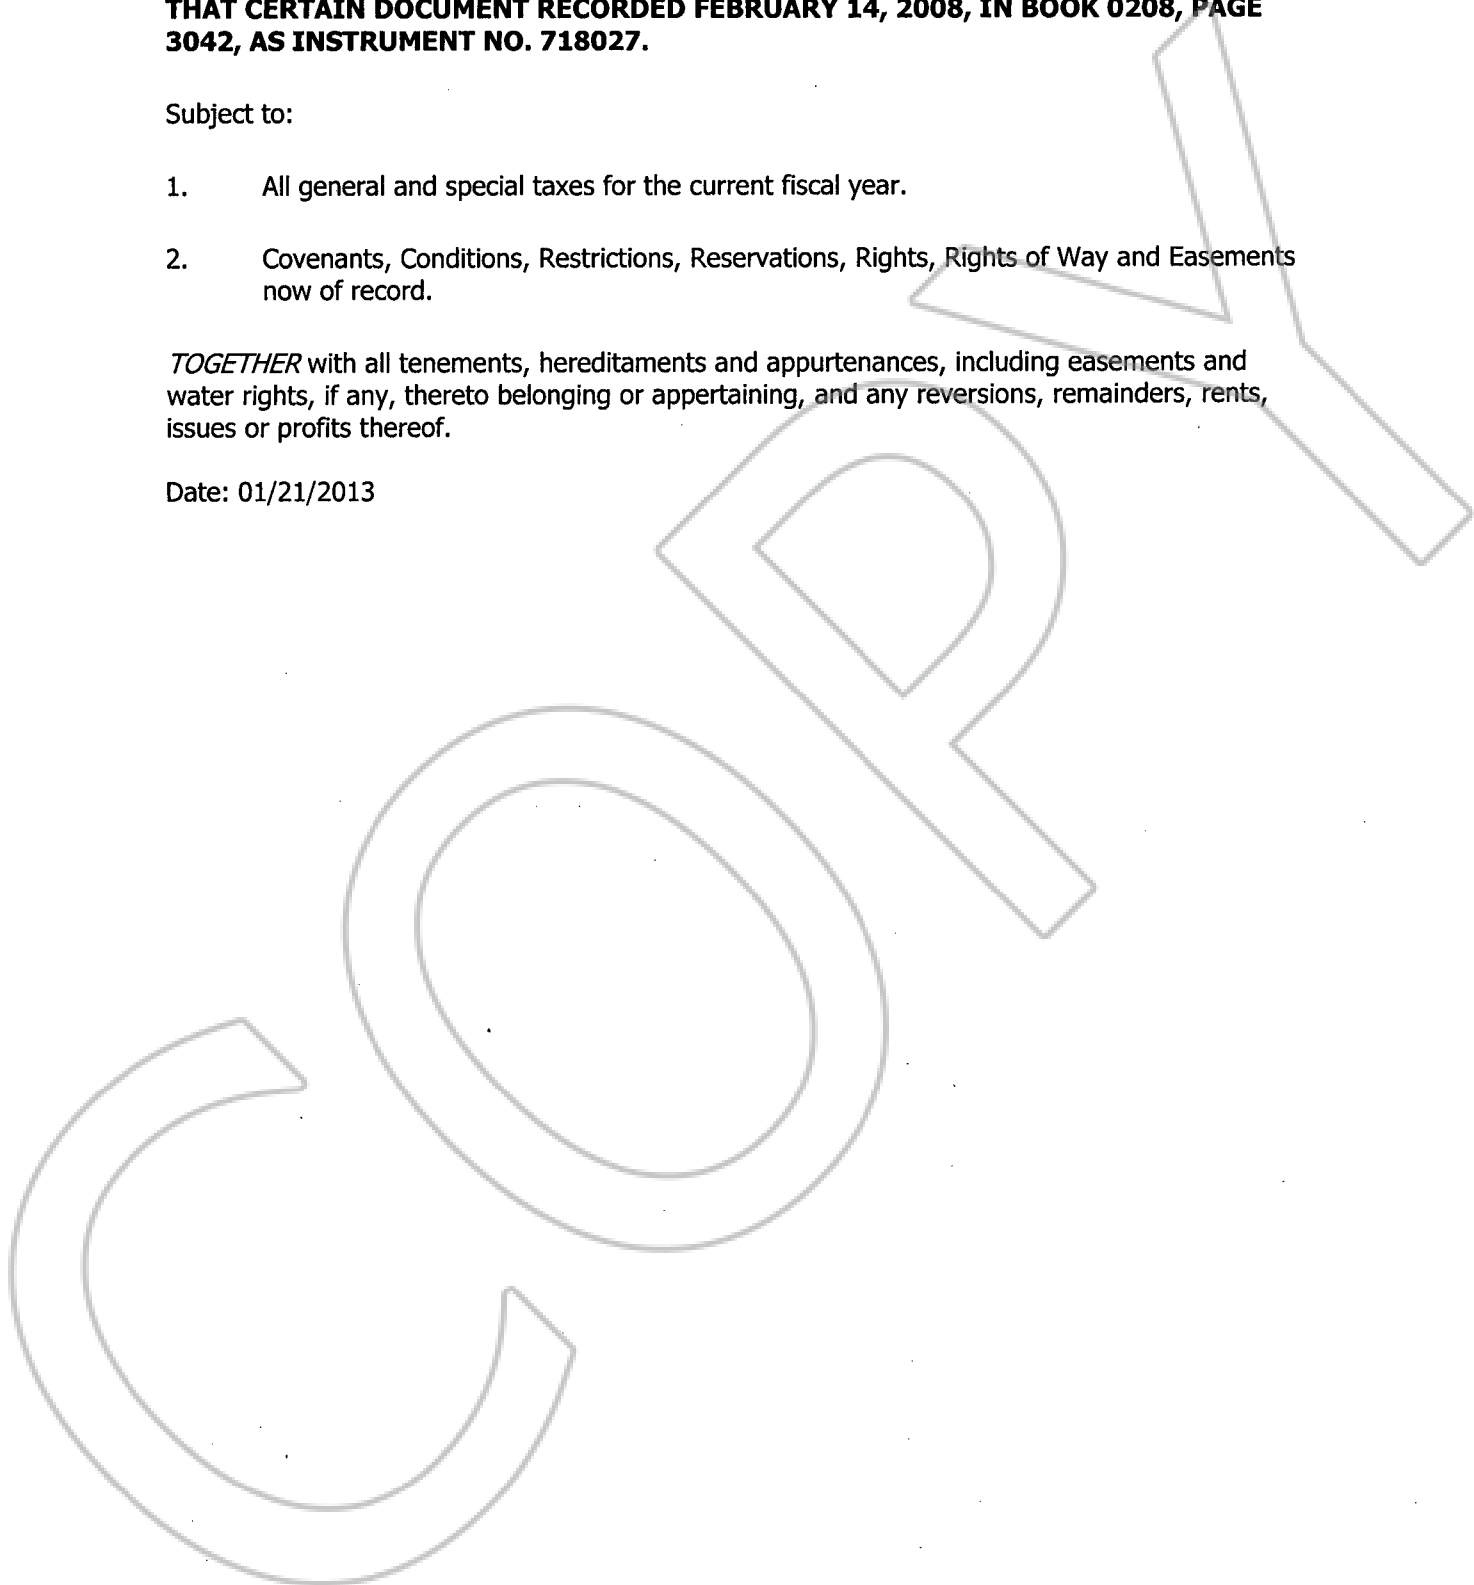 THAT CERTAIN DOCUMENT RECORDED FEBRUARY 14, 2008, IN BOOK 0208, PAGE
3042, AS INSTRUMENT NO. 718027.
Subject to:
1. All general and special taxes for the current fiscal year.
2. Covenants, Conditions, Restrictions, Reservations, Rights, Rights of Way and Easements
now of record.
TOGETHER with all tenements, hereditaments and appurtenances, including easements and
water rights, if any, thereto belonging or appertaining, and any reversions, remainders, rents,
issues or profits thereof.
Date: 01/21/2013
COPY